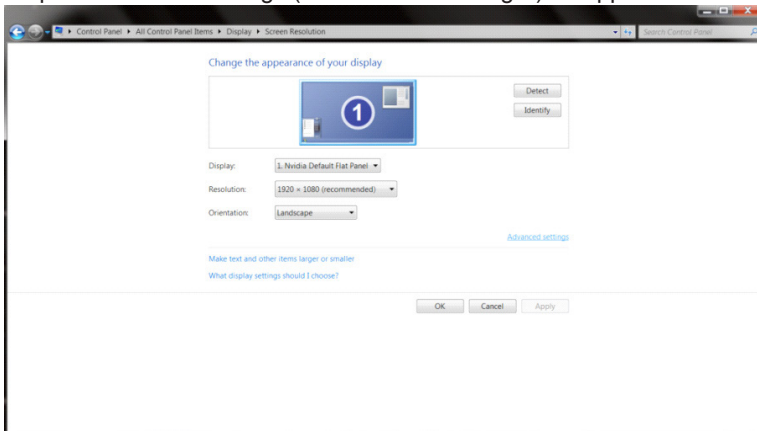 Control Panel ▸ All Control Panel Items ▸ Display ▸ Screen Resolution
Search Control Panel
Change the appearance of your display
1
Detect
Identify
Display: 1. Nvidia Default Flat Panel
Resolution: 1920 × 1080 (recommended)
Orientation: Landscape
Advanced settings
Make text and other items larger or smaller
What display settings should I choose?
OK Cancel Apply